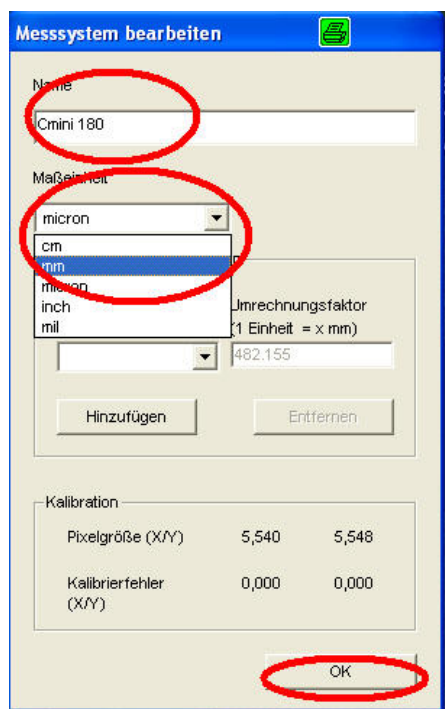 Messsystem bearbeiten
Name
Cmini 180
Maßeinheit
micron
cm
mm
micron
inch
mil
Umrechnungsfaktor
(1 Einheit = x mm)
482.155
Hinzufügen
Entfernen
Kalibration
Pixelgröße (X/Y) 5,540 5,548
Kalibrierfehler 0,000 0,000
(X/Y)
OK